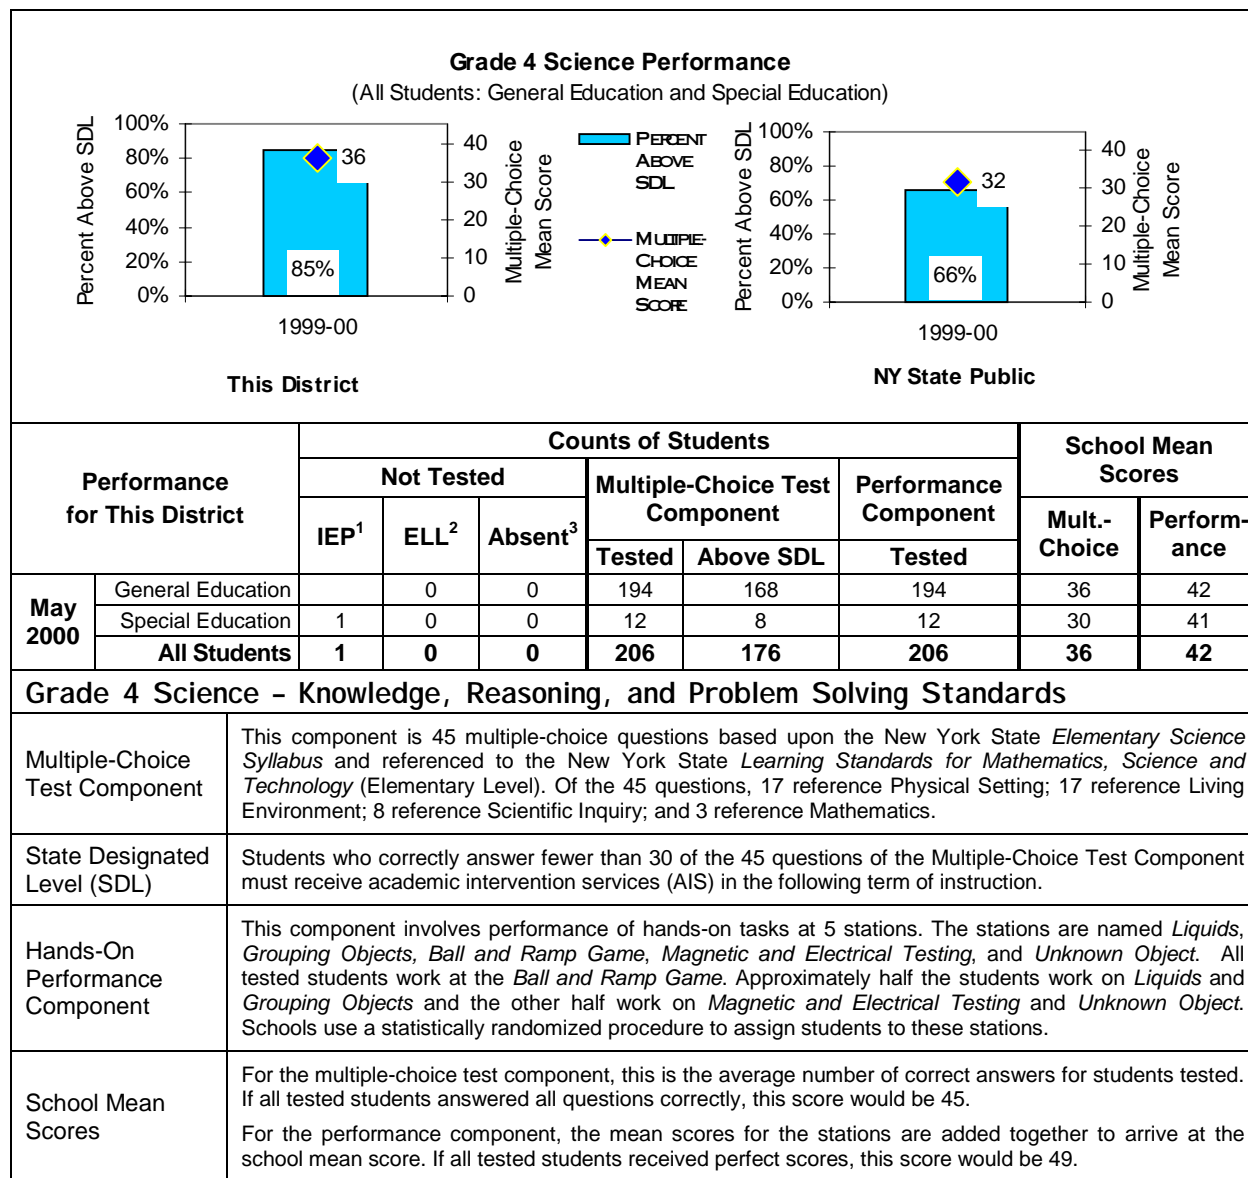 Grade 4 Science Performance
(All Students: General Education and Special Education)
Percent Above SDL
100%
80%
60%
40%
20%
0%
36
85%
40
30
20
10
0
Multiple-Choice
Mean Score
1999-00
This District
PERCENT
ABOVE
SDL
MULTIPLE-
CHOICE
MEAN
SCORE
Percent Above SDL
100%
80%
60%
40%
20%
0%
32
66%
40
30
20
10
0
Multiple-Choice
Mean Score
1999-00
NY State Public
Performance
for This District
Counts of Students
School Mean
Scores
Not Tested
Multiple-Choice Test
Component
Performance
Component
IEP1 ELL2 Absent3
Mult.-
Choice
Perform-
ance
Tested Above SDL Tested
May
2000
General Education 0 0 194 168 194 36 42
Special Education 1 0 0 12 8 12 30 41
All Students 1 0 0 206 176 206 36 42
Grade 4 Science – Knowledge, Reasoning, and Problem Solving Standards
Multiple-Choice
Test Component
This component is 45 multiple-choice questions based upon the New York State Elementary Science
Syllabus and referenced to the New York State Learning Standards for Mathematics, Science and
Technology (Elementary Level). Of the 45 questions, 17 reference Physical Setting; 17 reference Living
Environment; 8 reference Scientific Inquiry; and 3 reference Mathematics.
State Designated
Level (SDL)
Students who correctly answer fewer than 30 of the 45 questions of the Multiple-Choice Test Component
must receive academic intervention services (AIS) in the following term of instruction.
Hands-On
Performance
Component
This component involves performance of hands-on tasks at 5 stations. The stations are named Liquids,
Grouping Objects, Ball and Ramp Game, Magnetic and Electrical Testing, and Unknown Object. All
tested students work at the Ball and Ramp Game. Approximately half the students work on Liquids and
Grouping Objects and the other half work on Magnetic and Electrical Testing and Unknown Object.
Schools use a statistically randomized procedure to assign students to these stations.
School Mean
Scores
For the multiple-choice test component, this is the average number of correct answers for students tested.
If all tested students answered all questions correctly, this score would be 45.
For the performance component, the mean scores for the stations are added together to arrive at the
school mean score. If all tested students received perfect scores, this score would be 49.